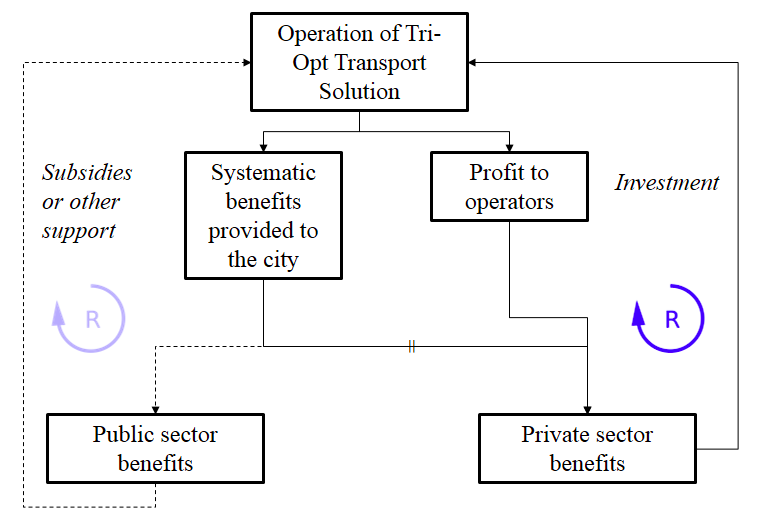 Operation of Tri-
Opt Transport
Solution
Subsidies
or other
support
Systematic
benefits
provided to
the city
Profit to
operators
Investment
R
R
Public sector
benefits
Private sector
benefits